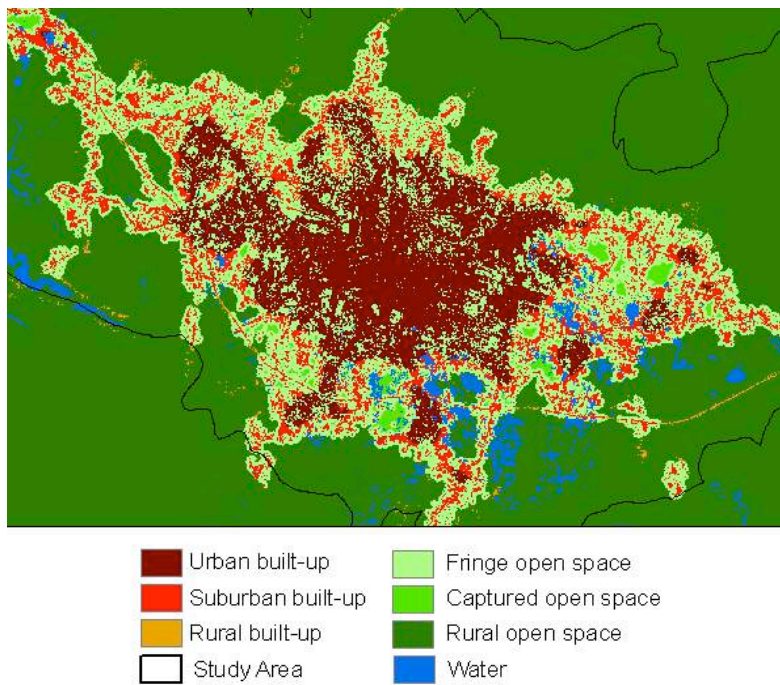 Urban built-up
Fringe open space
Suburban built-up
Captured open space
Rural built-up
Rural open space
Study Area
Water